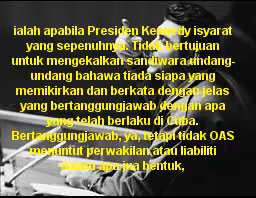 ialah apabila Presiden Kennedy isyarat
yang sepenuhnya. Tidak bertujuan
untuk mengekalkan sandiwara undang-
undang bahawa tiada siapa yang
memikirkan dan berkata dengan jelas
yang bertanggungjawab dengan apa
yang telah berlaku di Cuba.
Bertanggungjawab, ya, tetapi tidak OAS
menuntut perwakilan atau liabiliti
dalam apa jua bentuk,